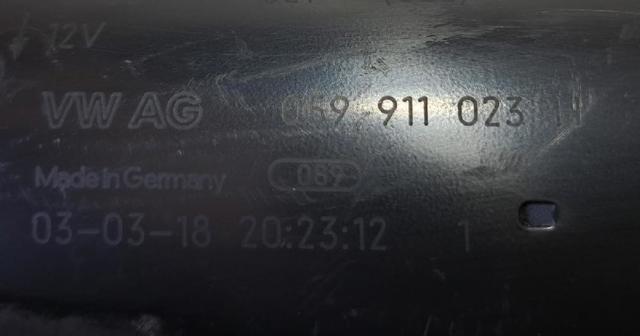 12V
VW AG 059 911 023 H
Made in Germany 089
03-03-18 20:23:12 1